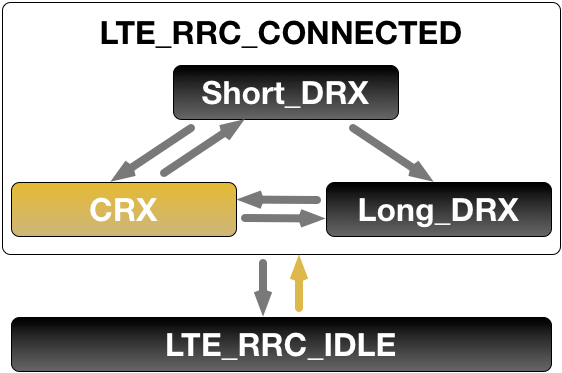 LTE_RRC_CONNECTED
Short_DRX
CRX
Long_DRX
LTE_RRC_IDLE